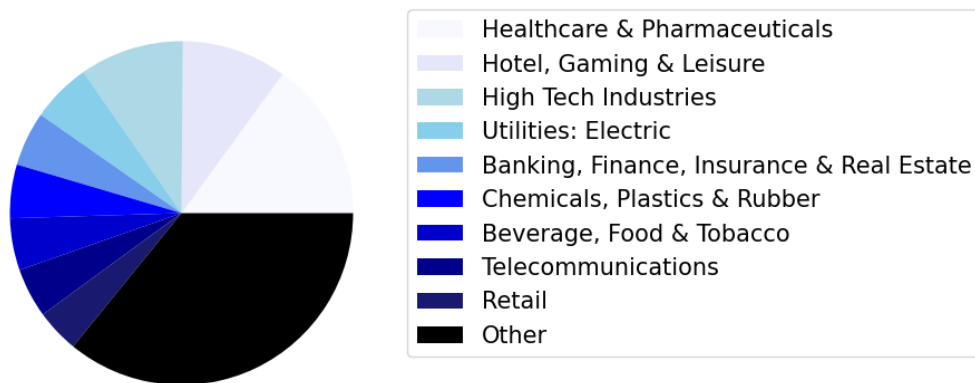 Healthcare & Pharmaceuticals
Hotel, Gaming & Leisure
High Tech Industries
Utilities: Electric
Banking, Finance, Insurance & Real Estate
Chemicals, Plastics & Rubber
Beverage, Food & Tobacco
Telecommunications
Retail
Other